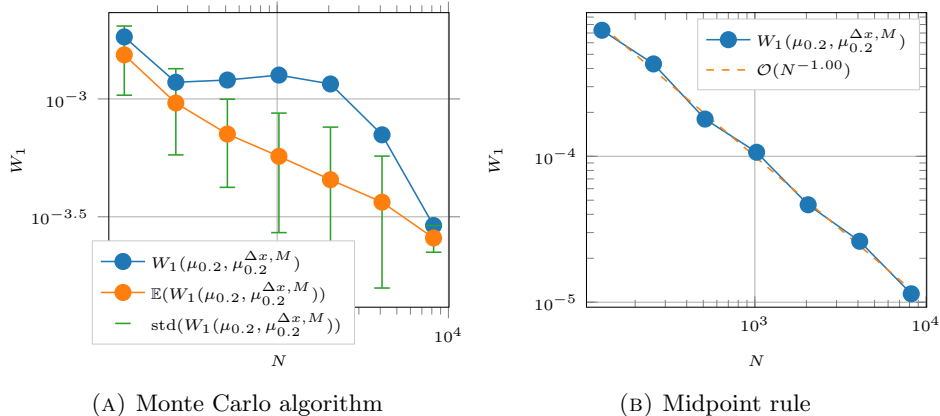 10^{-3}
10^{-3.5}
W_1
W_1(μ_{0.2}, μ_{0.2}^{Δx,M})
𝔼(W_1(μ_{0.2}, μ_{0.2}^{Δx,M}))
std(W_1(μ_{0.2}, μ_{0.2}^{Δx,M}))
10^4
N
(A) Monte Carlo algorithm
W_1(μ_{0.2}, μ_{0.2}^{Δx,M})
𝒪(N^{-1.00})
10^{-4}
10^{-5}
W_1
10^3
10^4
N
(B) Midpoint rule